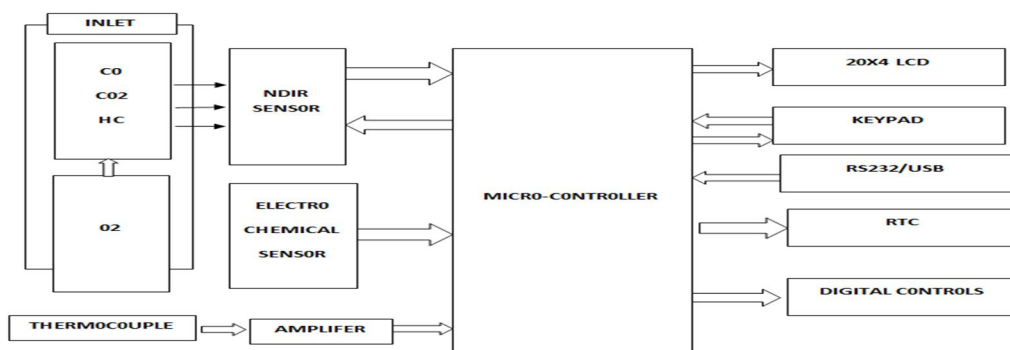 INLET
C0
C02
HC
02
THERM0C0UPLE
NDIR
SENS0R
ELECTR0
CHEMICAL
SENS0R
AMPLIFER
MICR0-C0NTR0LLER
20X4 LCD
KEYPAD
RS232/USB
RTC
DIGITAL C0NTR0LS